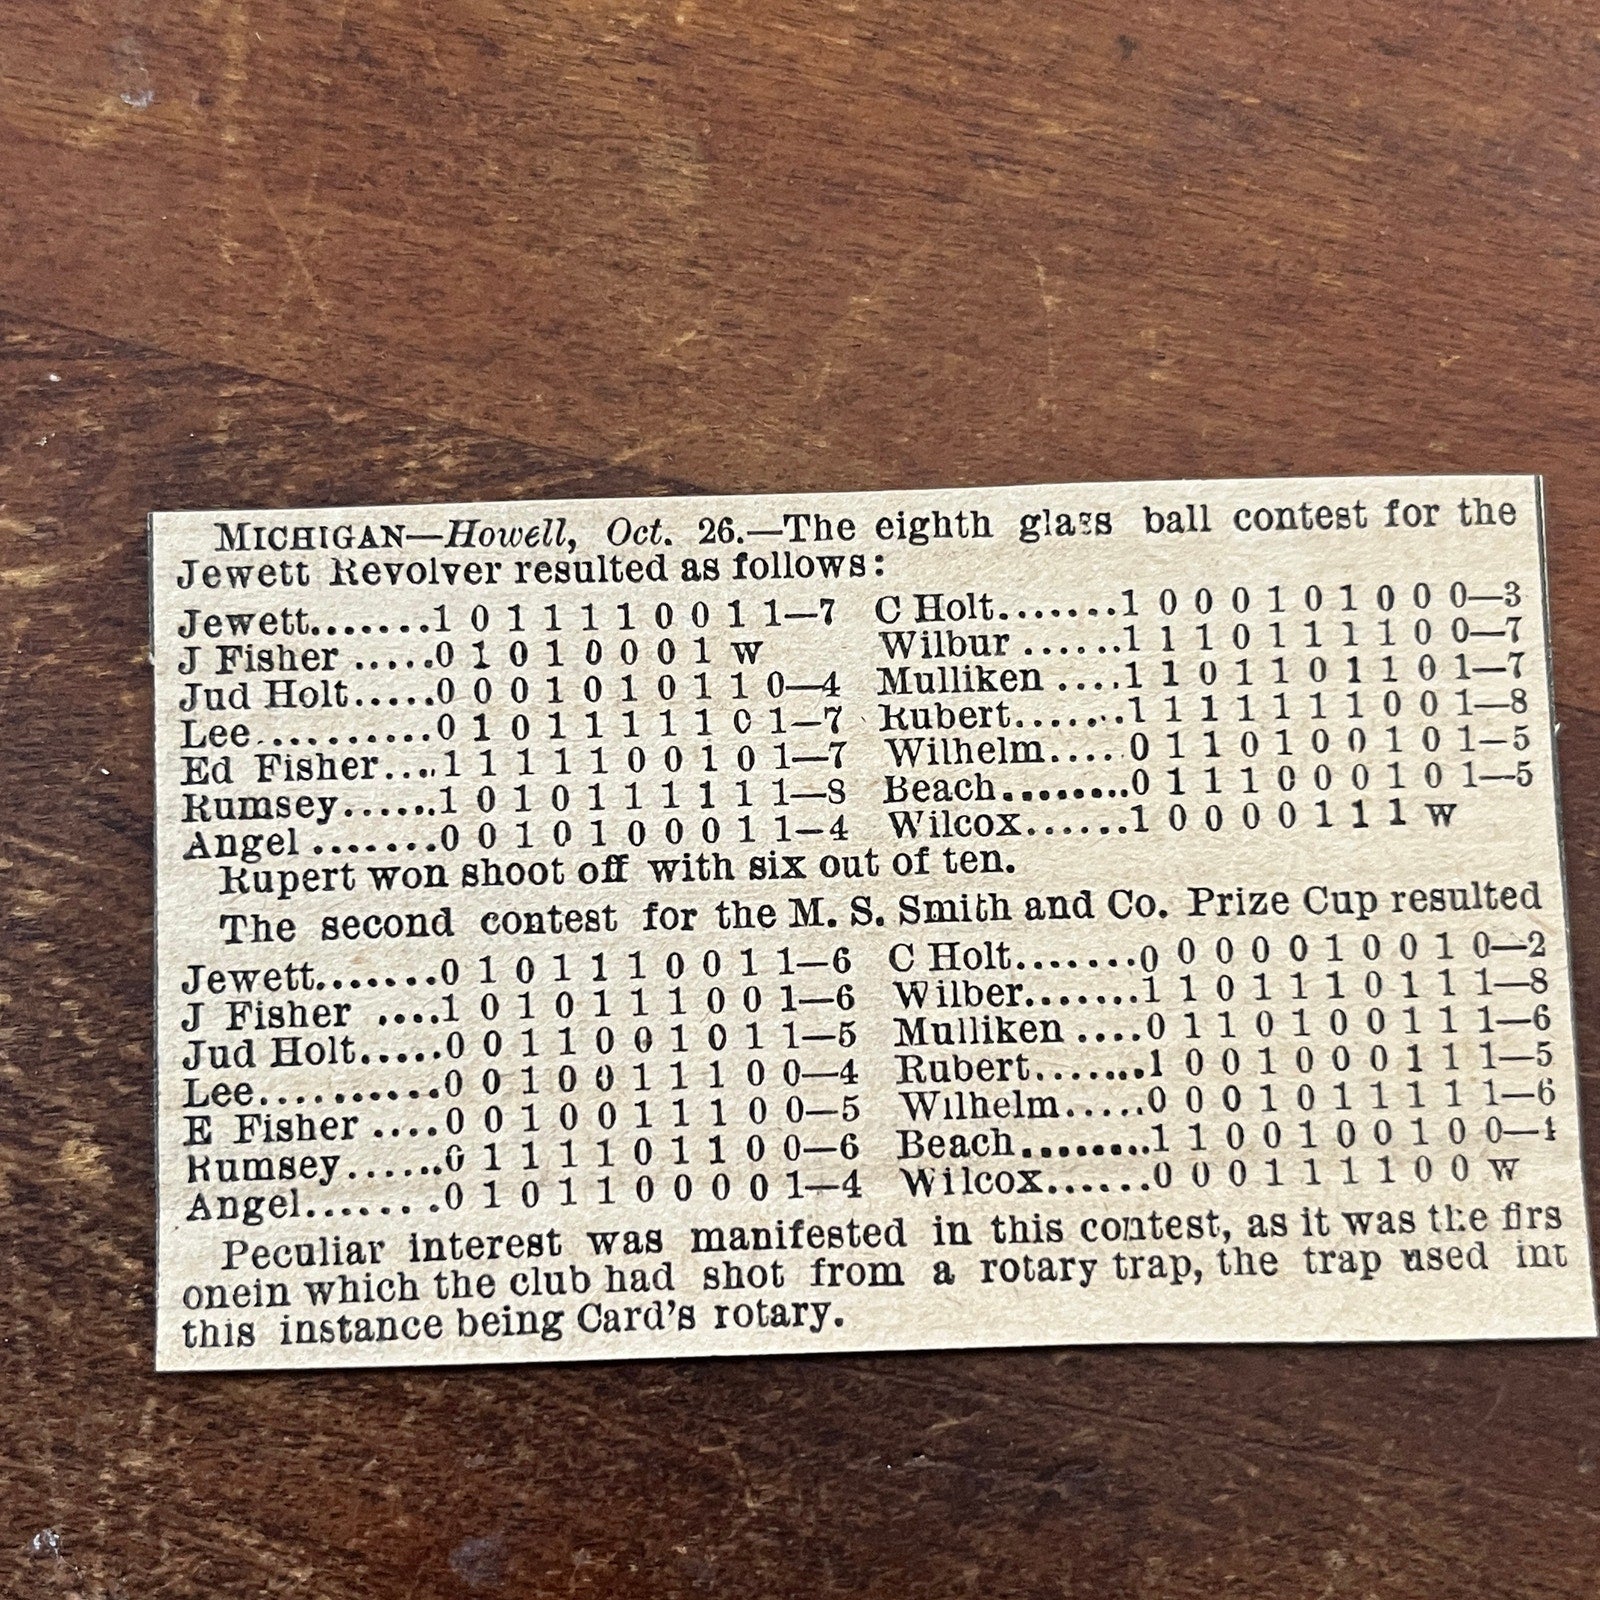 MICHIGAN—Howell, Oct. 26.—The eighth glass ball contest for the
Jewett Revolver resulted as follows:
Jewett.......1 0 1 1 1 1 0 0 1 1—7 C Holt.......1 0 0 0 1 0 1 0 0 0—3
J Fisher .....0 1 0 1 0 0 0 1 w Wilbur ......1 1 1 0 1 1 1 1 0 0—7
Jud Holt.....0 0 0 1 0 1 0 1 1 0—4 Mulliken ....1 1 0 1 1 0 1 1 0 1—7
Lee...........0 1 0 1 1 1 1 1 0 1—7 Rubert.......1 1 1 1 1 1 1 0 0 1—8
Ed Fisher....1 1 1 1 1 0 0 1 0 1—7 Wilhelm.....0 1 1 0 1 0 0 1 0 1—5
Rumsey......1 0 1 0 1 1 1 1 1 1—8 Beach.........0 1 1 1 0 0 0 1 0 1—5
Angel .......0 0 1 0 1 0 0 0 1 1—4 Wilcox......1 0 0 0 0 1 1 1 w
Rupert won shoot off with six out of ten.
The second contest for the M. S. Smith and Co. Prize Cup resulted
Jewett.......0 1 0 1 1 1 0 0 1 1—6 C Holt.......0 0 0 0 0 1 0 0 1 0—2
J Fisher ....1 0 1 0 1 1 1 0 0 1—6 Wilber.......1 1 0 1 1 1 0 1 1 1—8
Jud Holt.....0 0 1 1 0 0 1 0 1 1—5 Mulliken ....0 1 1 0 1 0 0 1 1 1—6
Lee...........0 0 1 0 0 1 1 1 0 0—4 Rubert.......1 0 0 1 0 0 0 1 1 1—5
E Fisher ....0 0 1 0 0 1 1 1 0 0—5 Wilhelm.....0 0 0 1 0 1 1 1 1 1—6
Rumsey.......0 1 1 1 1 0 1 1 0 0—6 Beach.........1 1 0 0 1 0 0 1 0 0—4
Angel........0 1 0 1 1 0 0 0 0 1—4 Wilcox......0 0 0 1 1 1 1 0 0 w
Peculiar interest was manifested in this contest, as it was the firs
onein which the club had shot from a rotary trap, the trap used int
this instance being Card's rotary.